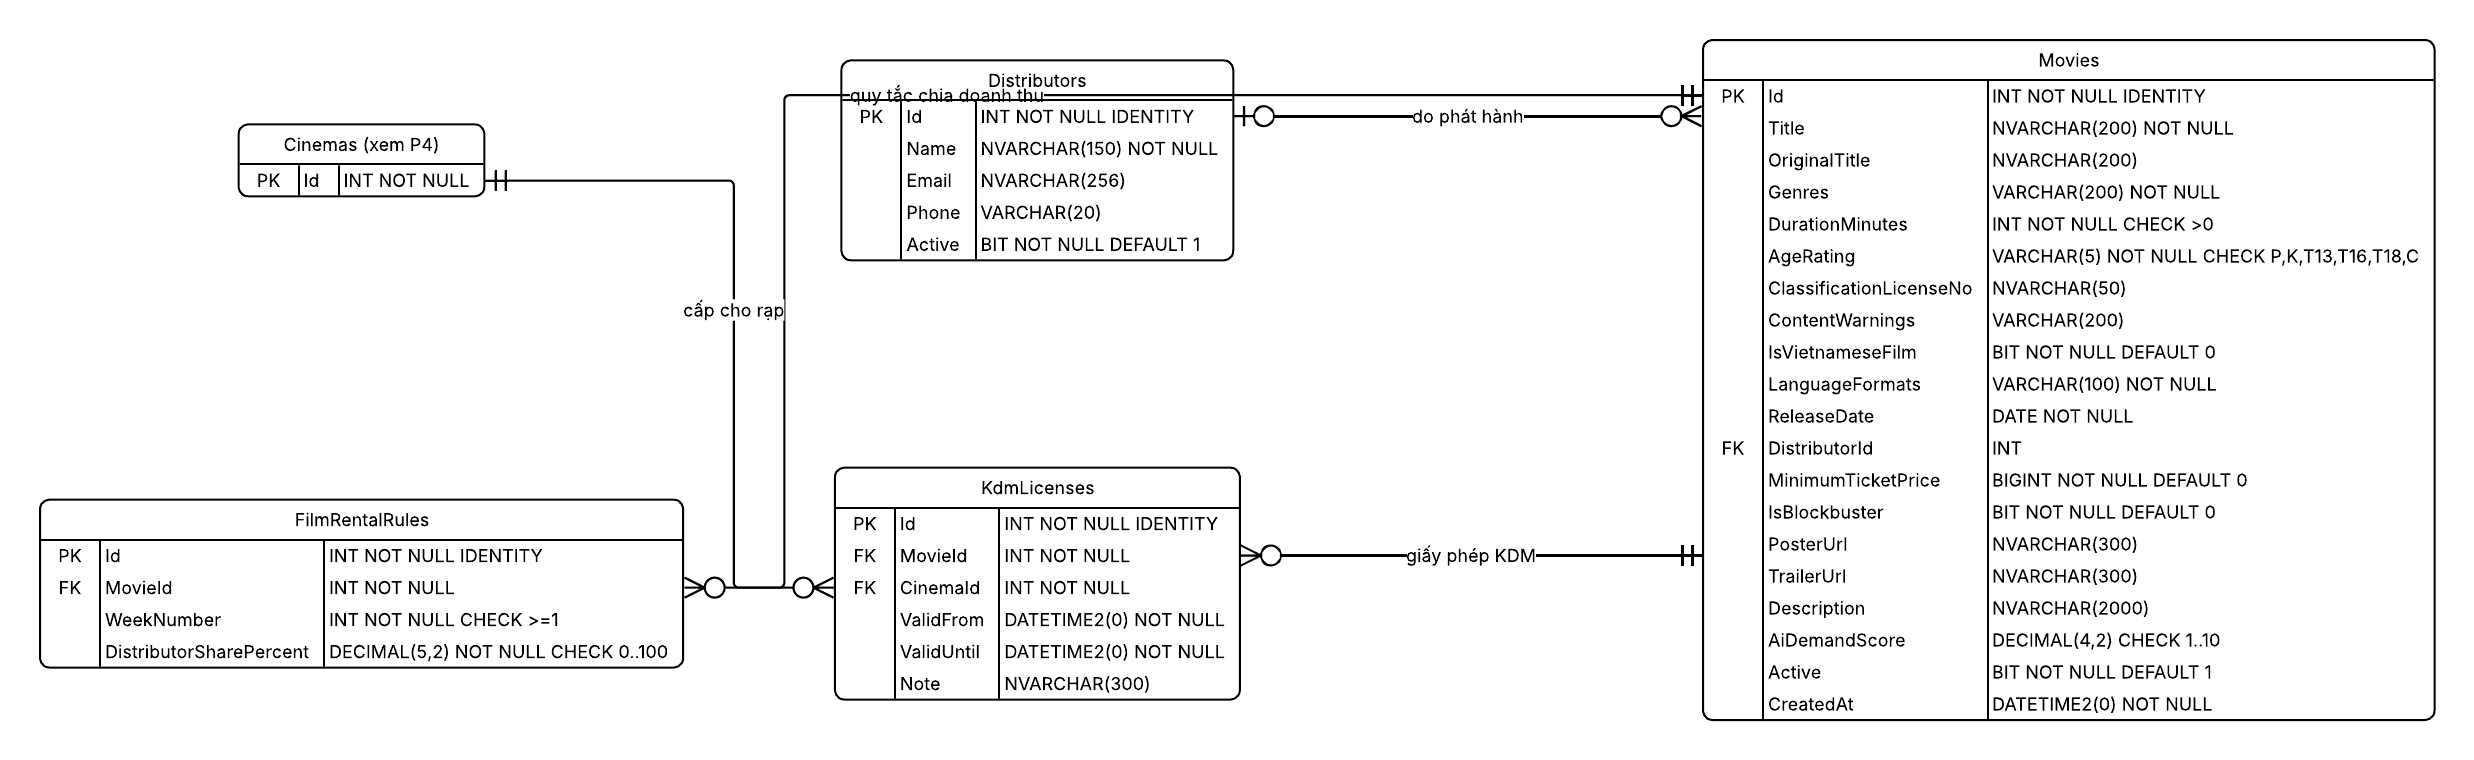 Cinemas (xem P4)
PK Id INT NOT NULL
Distributors
quy tắc chia doanh thu
PK Id INT NOT NULL IDENTITY
Name NVARCHAR(150) NOT NULL
Email NVARCHAR(256)
Phone VARCHAR(20)
Active BIT NOT NULL DEFAULT 1
do phát hành
Movies
PK Id INT NOT NULL IDENTITY
Title NVARCHAR(200) NOT NULL
OriginalTitle NVARCHAR(200)
Genres VARCHAR(200) NOT NULL
DurationMinutes INT NOT NULL CHECK >0
AgeRating VARCHAR(5) NOT NULL CHECK P,K,T13,T16,T18,C
ClassificationLicenseNo NVARCHAR(50)
ContentWarnings VARCHAR(200)
IsVietnameseFilm BIT NOT NULL DEFAULT 0
LanguageFormats VARCHAR(100) NOT NULL
ReleaseDate DATE NOT NULL
FK DistributorId INT
MinimumTicketPrice BIGINT NOT NULL DEFAULT 0
IsBlockbuster BIT NOT NULL DEFAULT 0
PosterUrl NVARCHAR(300)
TrailerUrl NVARCHAR(300)
Description NVARCHAR(2000)
AiDemandScore DECIMAL(4,2) CHECK 1..10
Active BIT NOT NULL DEFAULT 1
CreatedAt DATETIME2(0) NOT NULL
cấp cho rạp
FilmRentalRules
PK Id INT NOT NULL IDENTITY
FK MovieId INT NOT NULL
WeekNumber INT NOT NULL CHECK >=1
DistributorSharePercent DECIMAL(5,2) NOT NULL CHECK 0..100
KdmLicenses
PK Id INT NOT NULL IDENTITY
FK MovieId INT NOT NULL
FK CinemaId INT NOT NULL
ValidFrom DATETIME2(0) NOT NULL
ValidUntil DATETIME2(0) NOT NULL
Note NVARCHAR(300)
giấy phép KDM